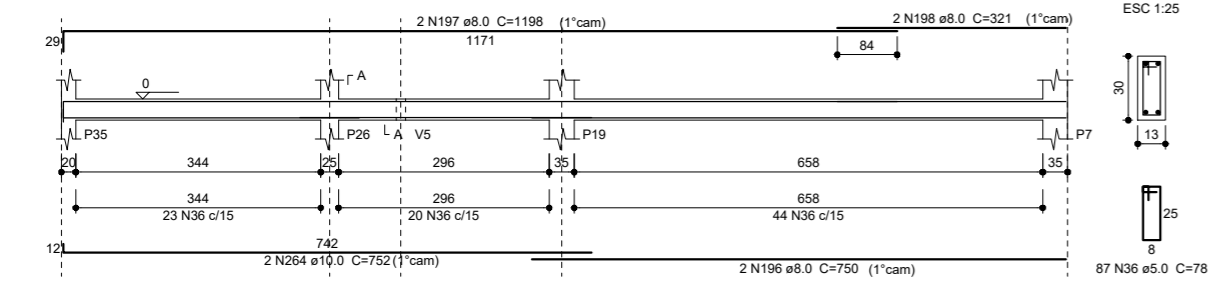 2 N197 ø8.0 C=1198 (1°cam)
2 N198 ø8.0 C=321 (1°cam)
ESC 1:25
29
1171
84
A
0
30
P35
P26
A
V5
P19
P7
13
20
344
25
296
35
658
35
344
296
658
23 N36 c/15
20 N36 c/15
44 N36 c/15
25
8
12
742
2 N264 ø10.0 C=752 (1°cam)
2 N196 ø8.0 C=750 (1°cam)
87 N36 ø5.0 C=78